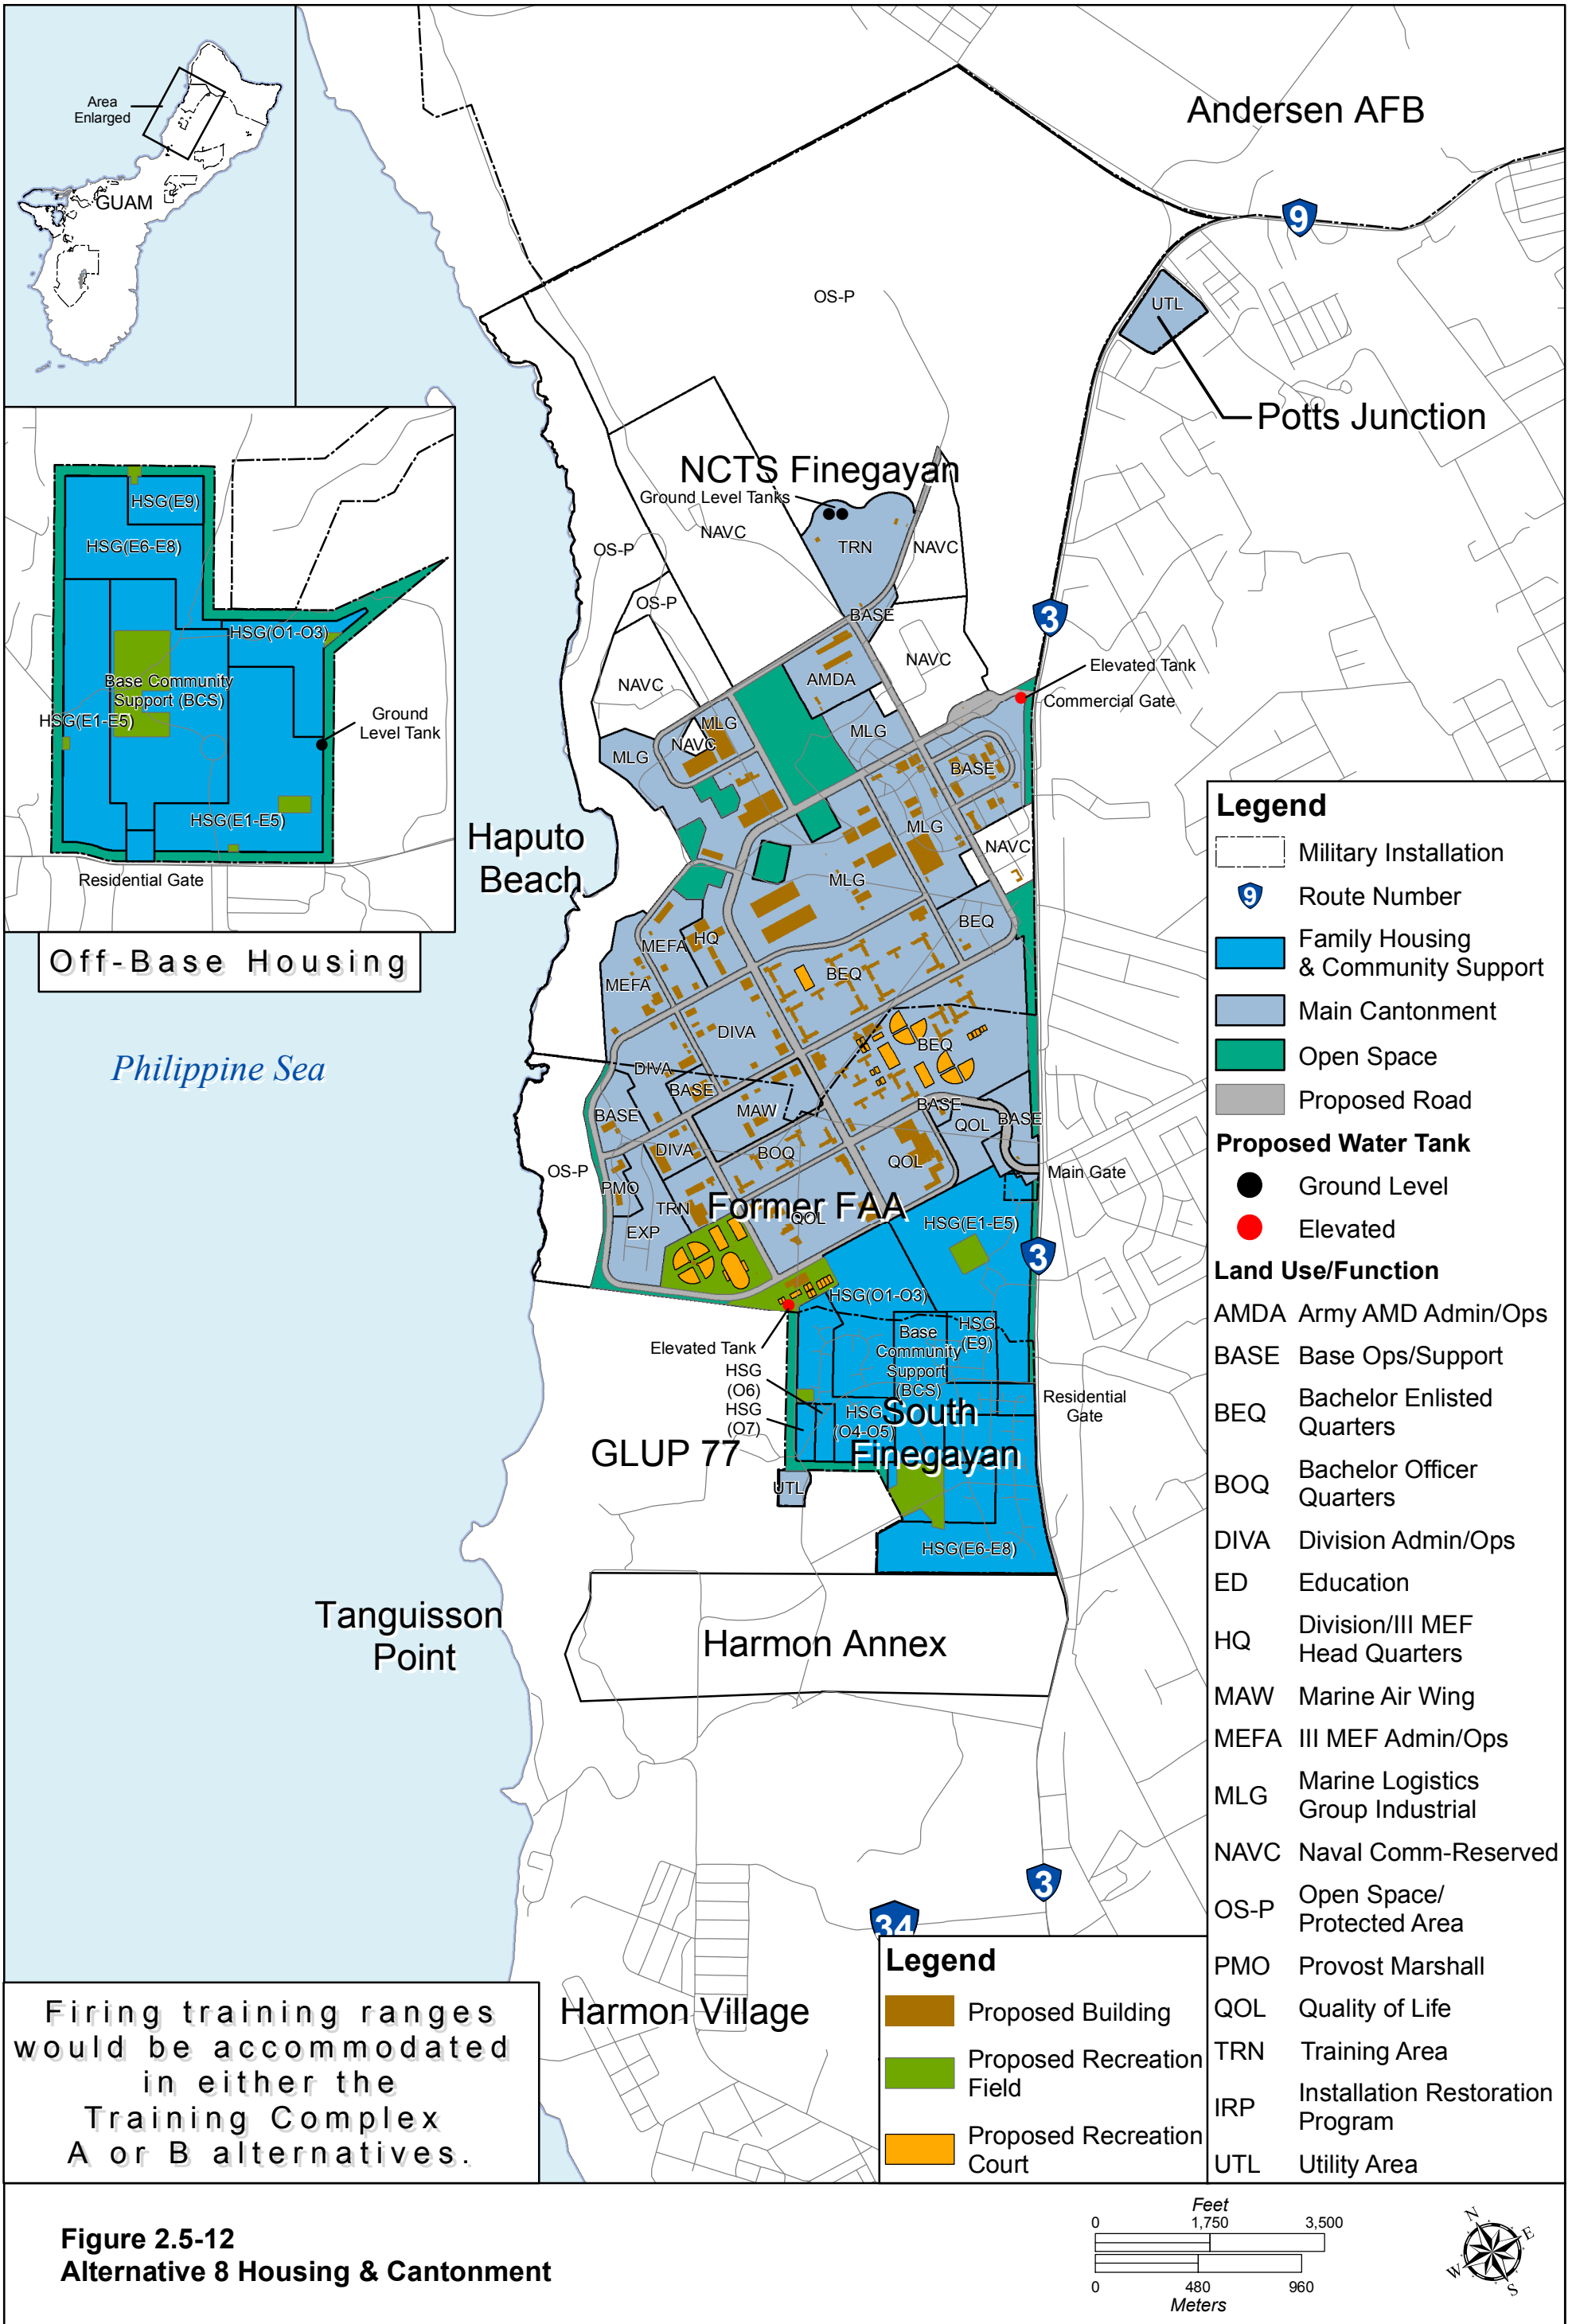 Area
Enlarged
GUAM
Andersen AFB
9
OS-P
UTL
Potts Junction
NCTS Finegayan
Ground Level Tanks
NAVC
TRN
NAVC
OS-P
OS-P
BASE
3
NAVC
NAVC
AMDA
Elevated Tank
Commercial Gate
MLG
NAVC
MLG
MLG
BASE
MLG
NAVC
MLG
Haputo
Beach
BEQ
HQ
MEFA
MEFA
BEQ
DIVA
BEQ
DIVA
BASE
BASE
MAW
BASE
QOL
BASE
DIVA
BOQ
QOL
Main Gate
OS-P
PMO
TRN
Former FAA
QOL
EXP
HSG(E1-E5)
3
HSG(O1-O3)
Elevated Tank
HSG
(O6)
HSG
(O7)
Base
Community
Support
(BCS)
HSG
(E9)
HSG
(O4-O5)
South
Finegayan
Residential
Gate
GLUP 77
UTL
HSG(E6-E8)
Tanguisson
Point
Harmon Annex
3
34
Harmon Village
Philippine Sea
HSG(E9)
HSG(E6-E8)
HSG(O1-O3)
Base Community
Support (BCS)
HSG(E1-E5)
Ground
Level Tank
HSG(E1-E5)
Residential Gate
Off-Base Housing
Legend
Military Installation
9
Route Number
Family Housing
& Community Support
Main Cantonment
Open Space
Proposed Road
Proposed Water Tank
Ground Level
Elevated
Land Use/Function
AMDA Army AMD Admin/Ops
BASE Base Ops/Support
BEQ Bachelor Enlisted
Quarters
BOQ Bachelor Officer
Quarters
DIVA Division Admin/Ops
ED Education
HQ Division/III MEF
Head Quarters
MAW Marine Air Wing
MEFA III MEF Admin/Ops
MLG Marine Logistics
Group Industrial
NAVC Naval Comm-Reserved
OS-P Open Space/
Protected Area
PMO Provost Marshall
QOL Quality of Life
TRN Training Area
IRP Installation Restoration
Program
UTL Utility Area
Legend
Proposed Building
Proposed Recreation
Field
Proposed Recreation
Court
Firing training ranges
would be accommodated
in either the
Training Complex
A or B alternatives.
Figure 2.5-12
Alternative 8 Housing & Cantonment
Feet
0 1,750 3,500
0 480 960
Meters
N
E
W
S